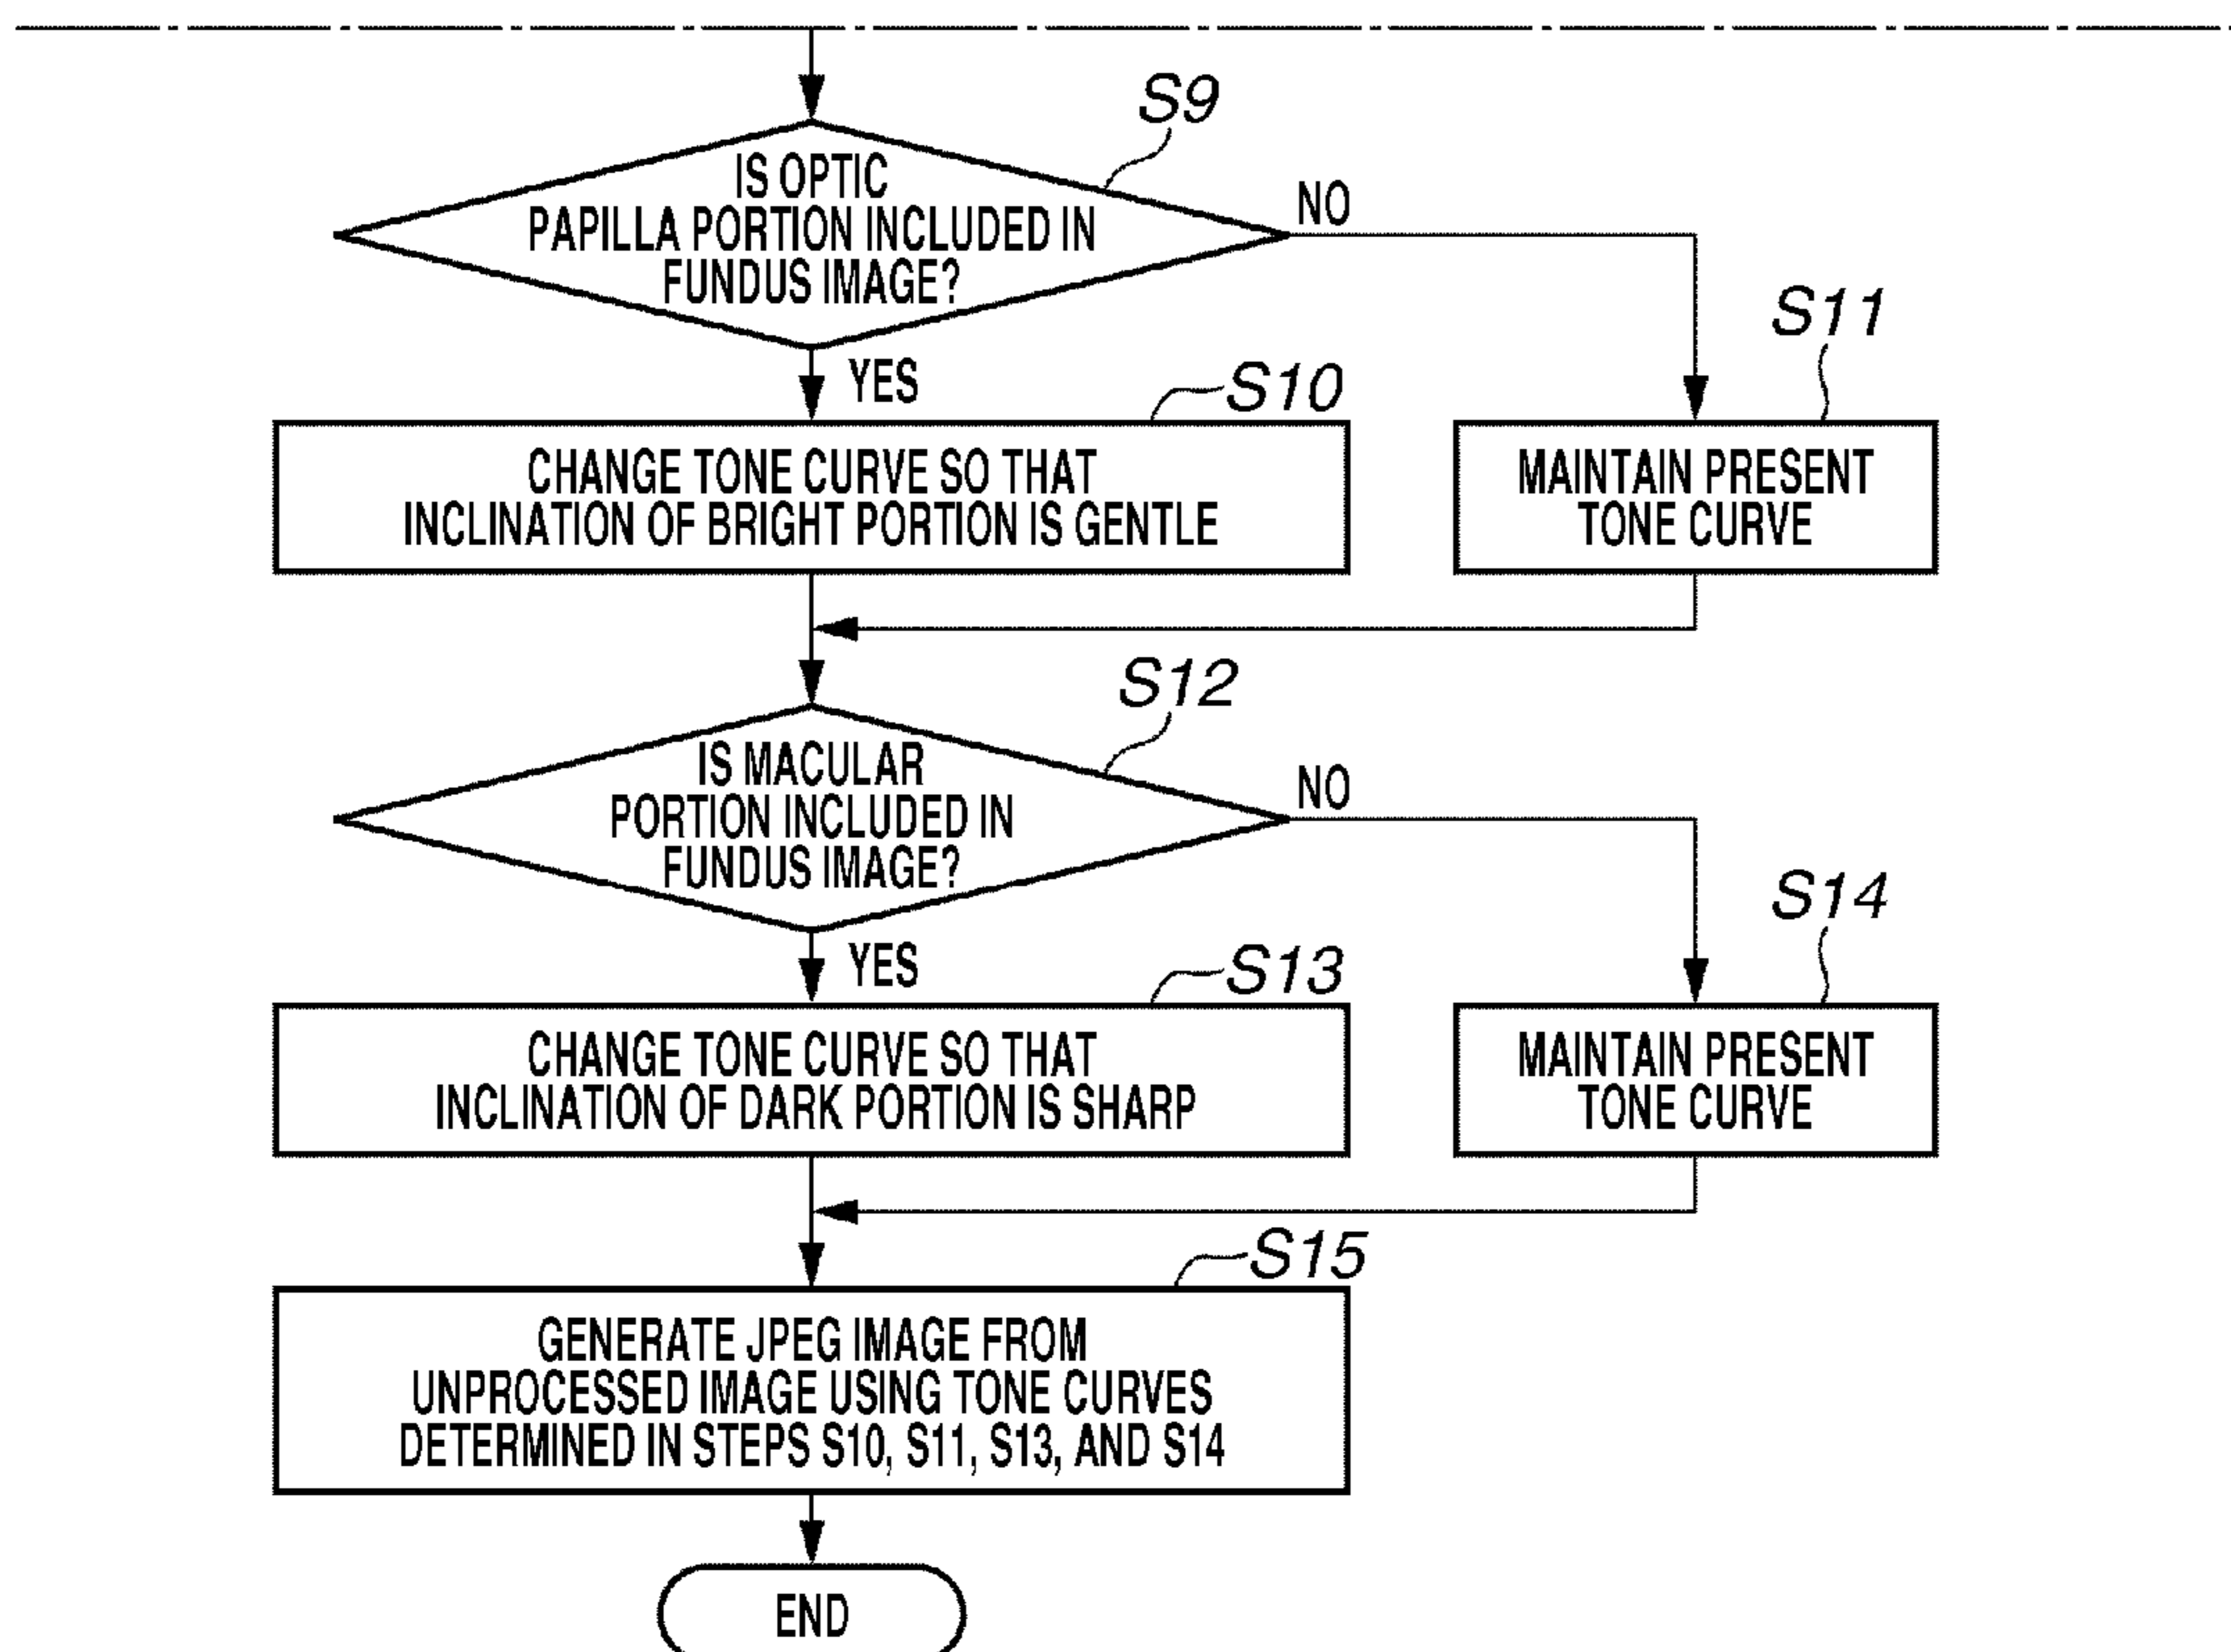 S9
IS OPTIC
PAPILLA PORTION INCLUDED IN
FUNDUS IMAGE?
NO
YES
S10
CHANGE TONE CURVE SO THAT
INCLINATION OF BRIGHT PORTION IS GENTLE
S11
MAINTAIN PRESENT
TONE CURVE
S12
IS MACULAR
PORTION INCLUDED IN
FUNDUS IMAGE?
NO
YES
S13
CHANGE TONE CURVE SO THAT
INCLINATION OF DARK PORTION IS SHARP
S14
MAINTAIN PRESENT
TONE CURVE
S15
GENERATE JPEG IMAGE FROM
UNPROCESSED IMAGE USING TONE CURVES
DETERMINED IN STEPS S10, S11, S13, AND S14
END